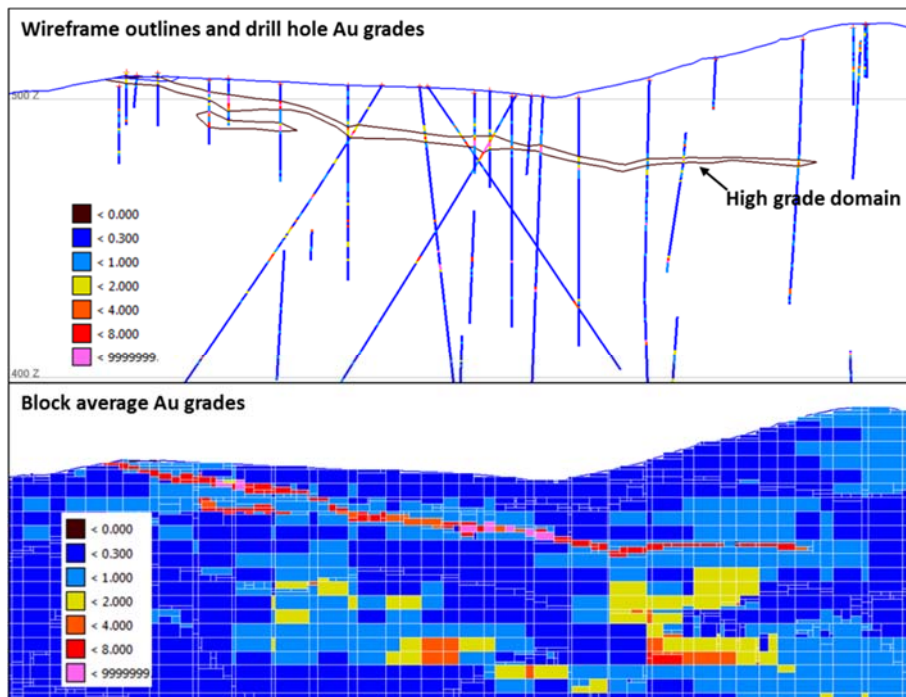 Wireframe outlines and drill hole Au grades
500 Z
High grade domain
< 0.000
< 0.300
< 1.000
< 2.000
< 4.000
< 8.000
< 9999999.
400 Z
Block average Au grades
< 0.000
< 0.300
< 1.000
< 2.000
< 4.000
< 8.000
< 9999999.